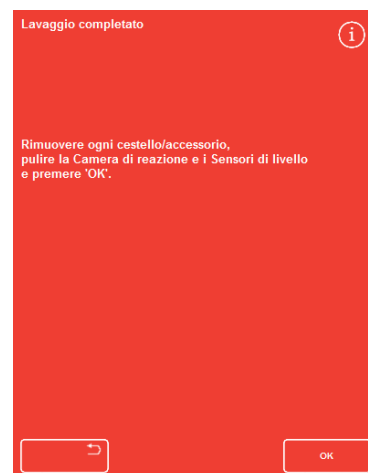 Lavaggio completato
i
Rimuovere ogni cestello/accessorio,
pulire la Camera di reazione e i Sensori di livello
e premere 'OK'.
OK